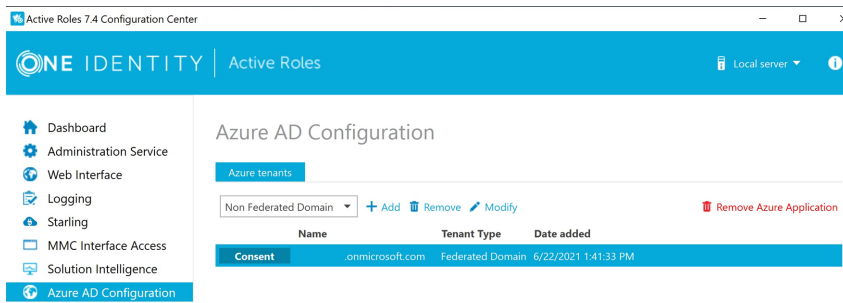 Active Roles 7.4 Configuration Center
ONE IDENTITY Active Roles
Local server
Dashboard
Administration Service
Web Interface
Logging
Starling
MMC Interface Access
Solution Intelligence
Azure AD Configuration
Azure AD Configuration
Azure tenants
Non Federated Domain Add Remove Modify Remove Azure Application
Name Tenant Type Date added
Consent .onmicrosoft.com Federated Domain 6/22/2021 1:41:33 PM